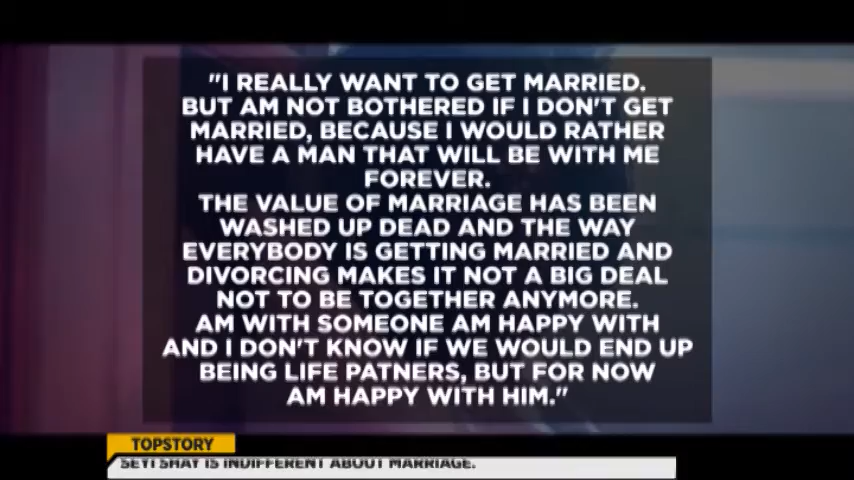 "I REALLY WANT TO GET MARRIED.
BUT AM NOT BOTHERED IF I DON'T GET
MARRIED, BECAUSE I WOULD RATHER
HAVE A MAN THAT WILL BE WITH ME
FOREVER.
THE VALUE OF MARRIAGE HAS BEEN
WASHED UP DEAD AND THE WAY
EVERYBODY IS GETTING MARRIED AND
DIVORCING MAKES IT NOT A BIG DEAL
NOT TO BE TOGETHER ANYMORE.
AM WITH SOMEONE AM HAPPY WITH
AND I DON'T KNOW IF WE WOULD END UP
BEING LIFE PATNERS, BUT FOR NOW
AM HAPPY WITH HIM."
TOPSTORY
SEYI SHAY IS INDIFFERENT ABOUT MARRIAGE.